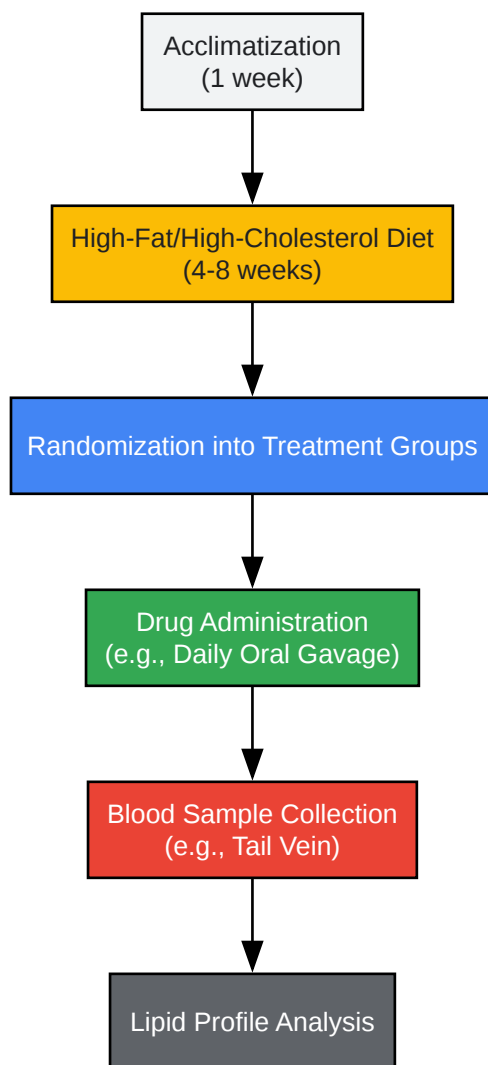 Acclimatization
(1 week)
High-Fat/High-Cholesterol Diet
(4-8 weeks)
Randomization into Treatment Groups
Drug Administration
(e.g., Daily Oral Gavage)
Blood Sample Collection
(e.g., Tail Vein)
Lipid Profile Analysis